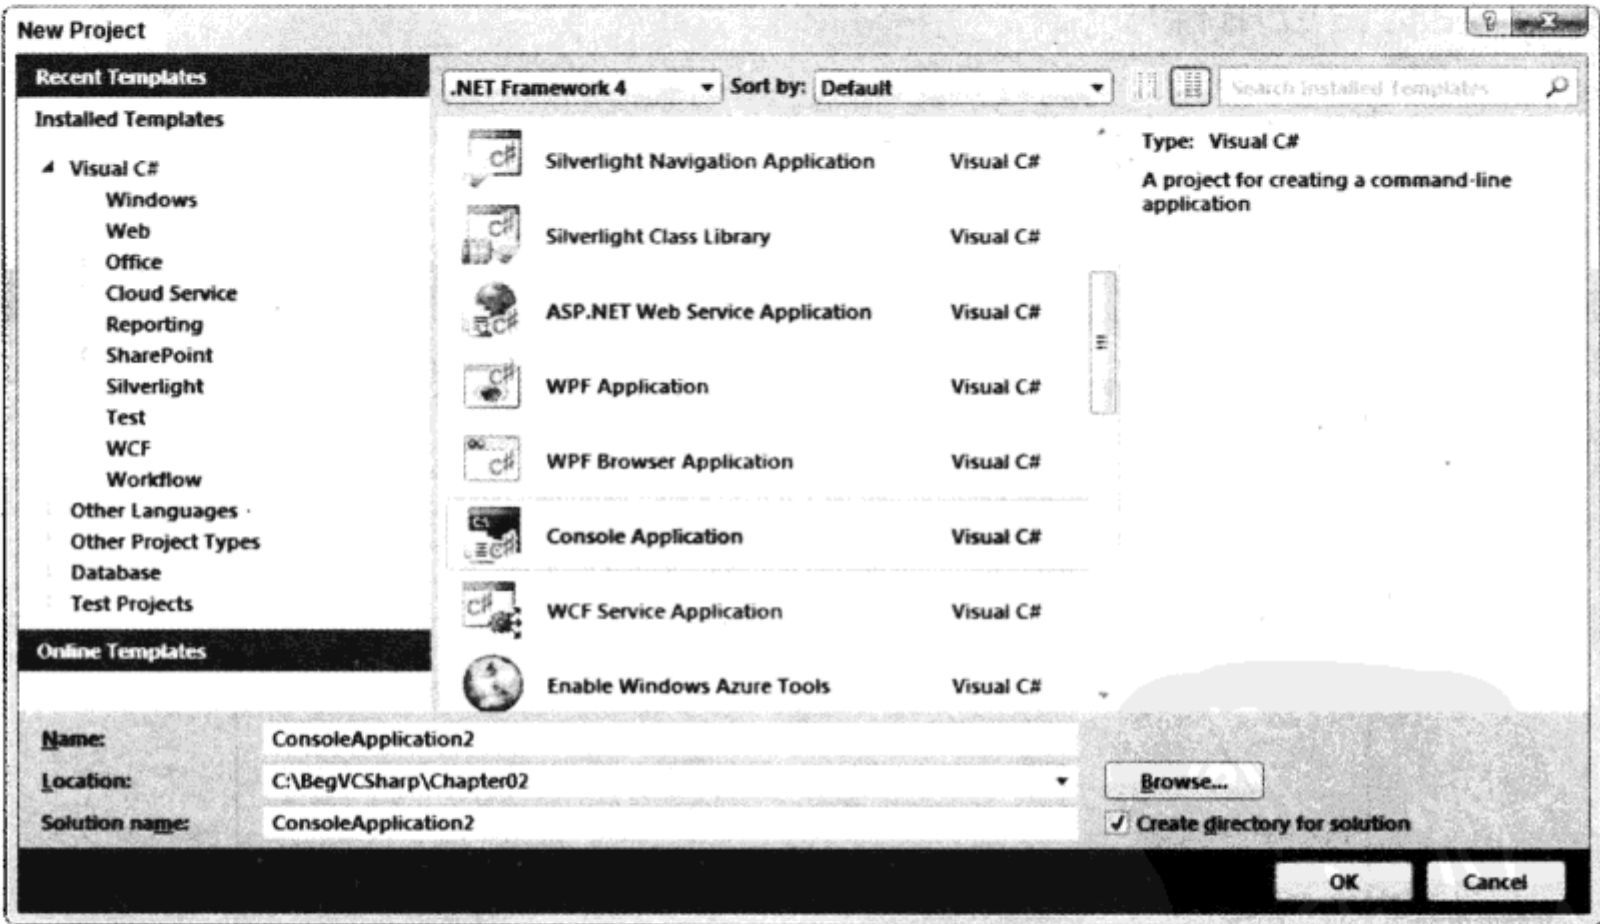 New Project
Recent Templates
Installed Templates
Visual C#
Windows
Web
Office
Cloud Service
Reporting
SharePoint
Silverlight
Test
WCF
Workflow
Other Languages
Other Project Types
Database
Test Projects
Online Templates
.NET Framework 4
Sort by: Default
Search Installed Templates
Silverlight Navigation Application Visual C#
Silverlight Class Library Visual C#
ASP.NET Web Service Application Visual C#
WPF Application Visual C#
WPF Browser Application Visual C#
Console Application Visual C#
WCF Service Application Visual C#
Enable Windows Azure Tools Visual C#
Type: Visual C#
A project for creating a command-line
application
Name: ConsoleApplication2
Location: C:\BegVCSharp\Chapter02
Browse...
Solution name: ConsoleApplication2
Create directory for solution
OK
Cancel